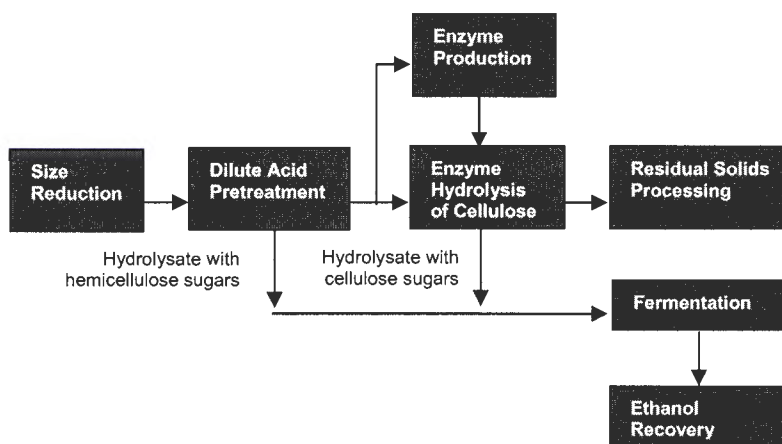 Enzyme
Production
Size
Reduction
Dilute Acid
Pretreatment
Enzyme
Hydrolysis
of Cellulose
Residual Solids
Processing
Hydrolysate with
hemicellulose sugars
Hydrolysate with
cellulose sugars
Fermentation
Ethanol
Recovery